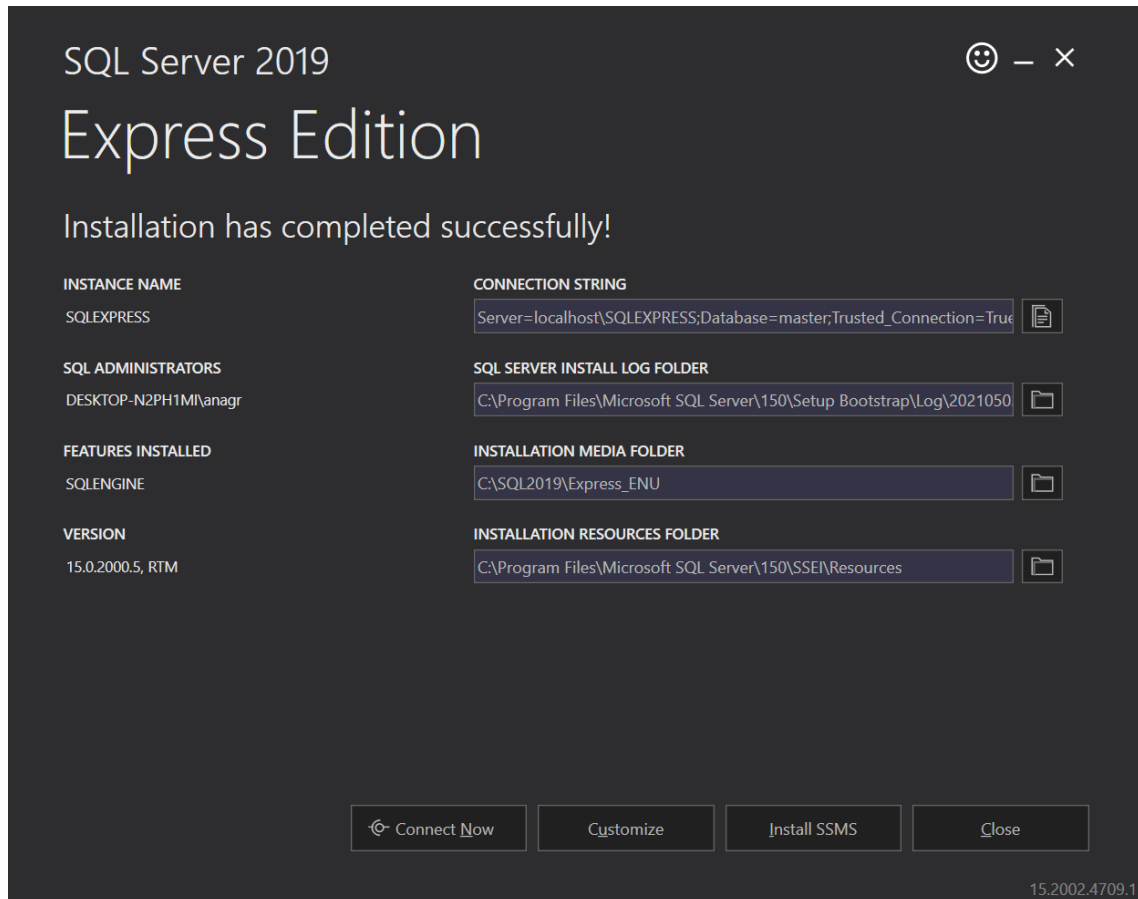 SQL Server 2019
Express Edition
Installation has completed successfully!
INSTANCE NAME
SQLEXPRESS
CONNECTION STRING
Server=localhost\SQLEXPRESS;Database=master;Trusted_Connection=True
SQL ADMINISTRATORS
DESKTOP-N2PH1MI\anagr
SQL SERVER INSTALL LOG FOLDER
C:\Program Files\Microsoft SQL Server\150\Setup Bootstrap\Log\2021050
FEATURES INSTALLED
SQLENGINE
INSTALLATION MEDIA FOLDER
C:\SQL2019\Express_ENU
VERSION
15.0.2000.5, RTM
INSTALLATION RESOURCES FOLDER
C:\Program Files\Microsoft SQL Server\150\SSEI\Resources
Connect Now
Customize
Install SSMS
Close
15.2002.4709.1